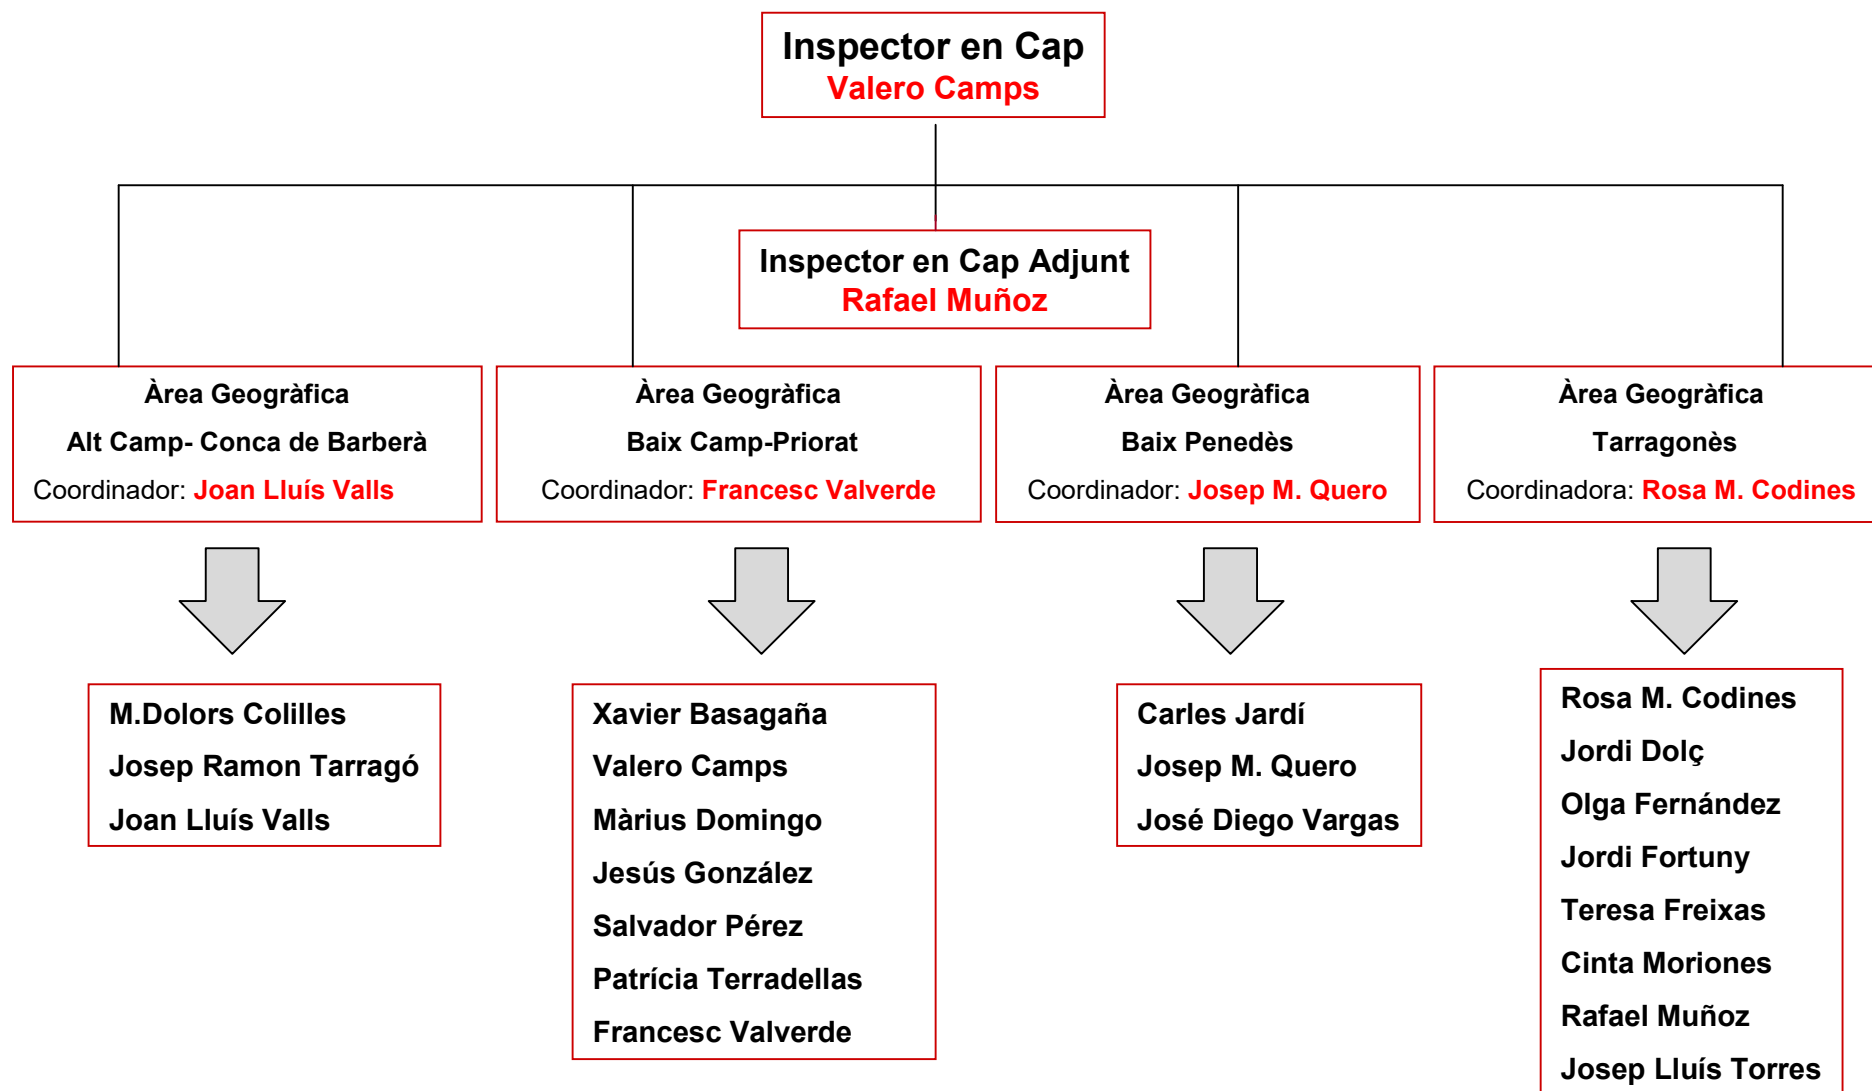 Inspector en Cap
Valero Camps
Inspector en Cap Adjunt
Rafael Muñoz
Àrea Geogràfica
Alt Camp- Conca de Barberà
Coordinador: Joan Lluís Valls
Àrea Geogràfica
Baix Camp-Priorat
Coordinador: Francesc Valverde
Àrea Geogràfica
Baix Penedès
Coordinador: Josep M. Quero
Àrea Geogràfica
Tarragonès
Coordinadora: Rosa M. Codines
M.Dolors Colilles
Josep Ramon Tarragó
Joan Lluís Valls
Xavier Basagaña
Valero Camps
Màrius Domingo
Jesús González
Salvador Pérez
Patrícia Terradellas
Francesc Valverde
Carles Jardí
Josep M. Quero
José Diego Vargas
Rosa M. Codines
Jordi Dolç
Olga Fernández
Jordi Fortuny
Teresa Freixas
Cinta Moriones
Rafael Muñoz
Josep Lluís Torres